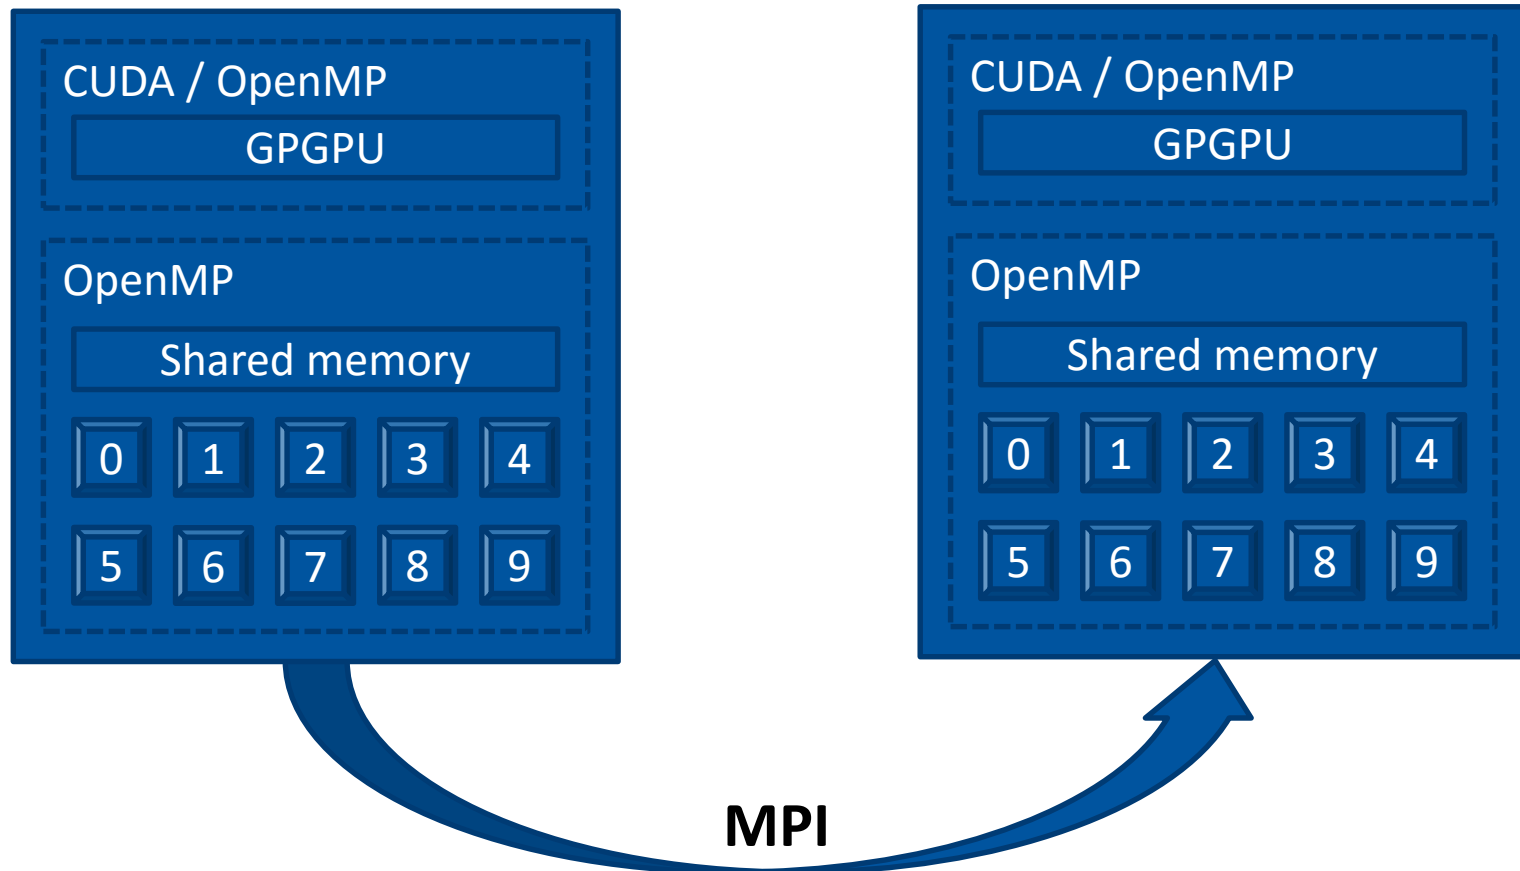 CUDA / OpenMP
GPGPU
OpenMP
Shared memory
0 1 2 3 4
5 6 7 8 9
CUDA / OpenMP
GPGPU
OpenMP
Shared memory
0 1 2 3 4
5 6 7 8 9
MPI